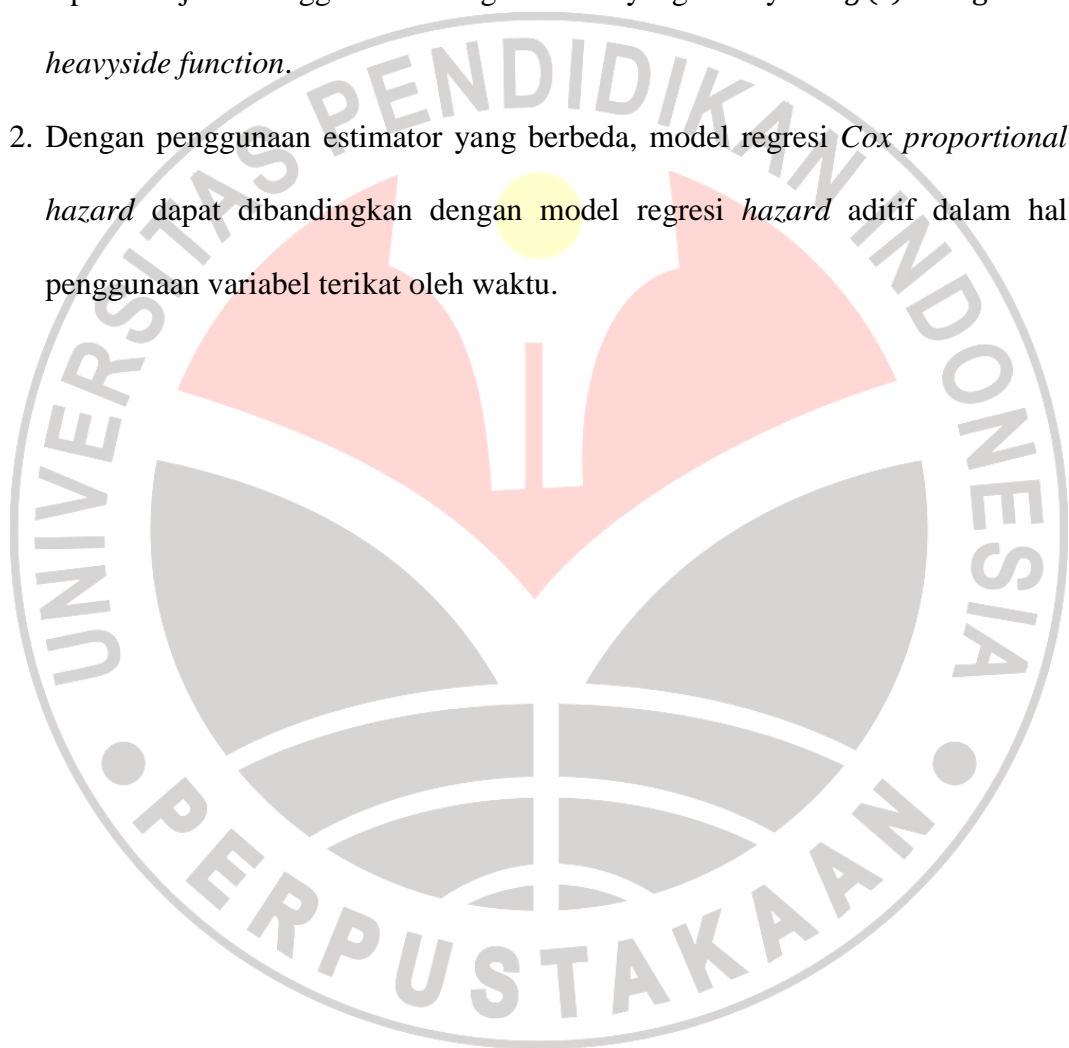 heavyside function.
2. Dengan penggunaan estimator yang berbeda, model regresi Cox proportional
hazard dapat dibandingkan dengan model regresi hazard aditif dalam hal
penggunaan variabel terikat oleh waktu.
UNIVERSITAS PENDIDIKAN INDONESIA
PERPUSTAKAAN